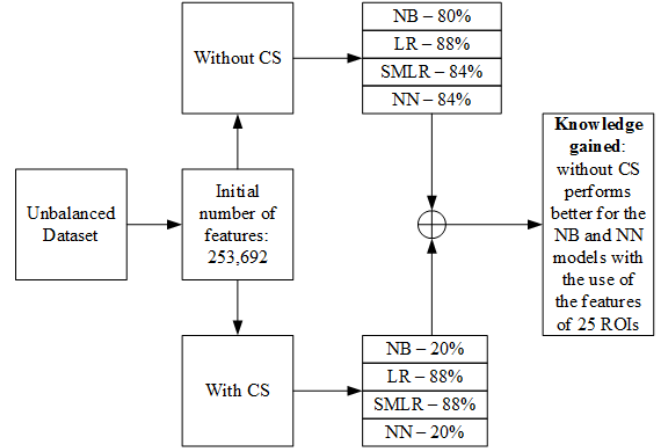 Unbalanced
Dataset
Initial
number of
features:
253,692
Without CS
NB – 80%
LR – 88%
SMLR – 84%
NN – 84%
With CS
NB – 20%
LR – 88%
SMLR – 88%
NN – 20%
Knowledge
gained:
without CS
performs
better for the
NB and NN
models with
the use of
the features
of 25 ROIs